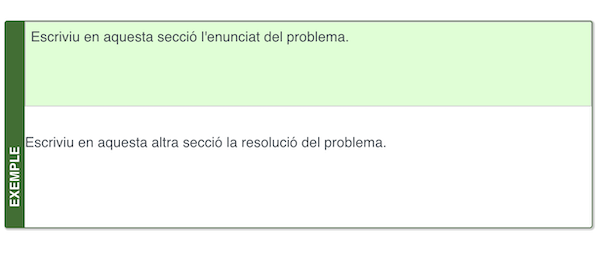 Escriviu en aquesta secció l'enunciat del problema.
Escriviu en aquesta altra secció la resolució del problema.
EXEMPLE